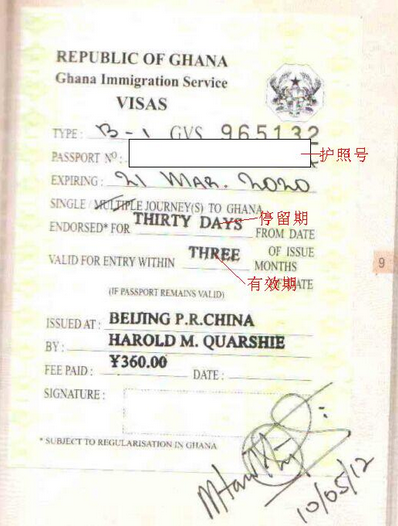 REPUBLIC OF GHANA
Ghana Immigration Service
VISAS
TYPE: B-1 GVS 965132
PASSPORT Nº: 护照号
EXPIRING: 21 MAR. 2020
SINGLE / MULTIPLE JOURNEY(S) TO GHANA
ENDORSED* FOR THIRTY DAYS 停留期 FROM DATE
OF ISSUE
VALID FOR ENTRY WITHIN THREE MONTHS
有效期 DATE
(IF PASSPORT REMAINS VALID)
ISSUED AT: BEIJING P.R.CHINA
BY: HAROLD M. QUARSHIE
FEE PAID: ¥360.00 DATE:
SIGNATURE:
* SUBJECT TO REGULARISATION IN GHANA
10/05/12
9